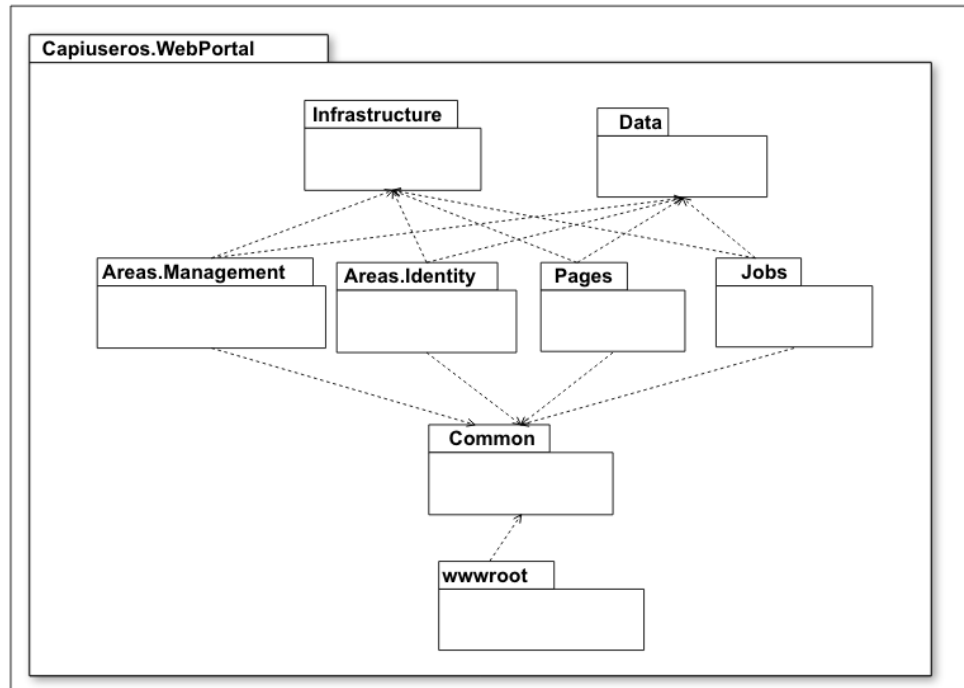 Capiuseros.WebPortal
Infrastructure
Data
Areas.Management
Areas.Identity
Pages
Jobs
Common
wwwroot